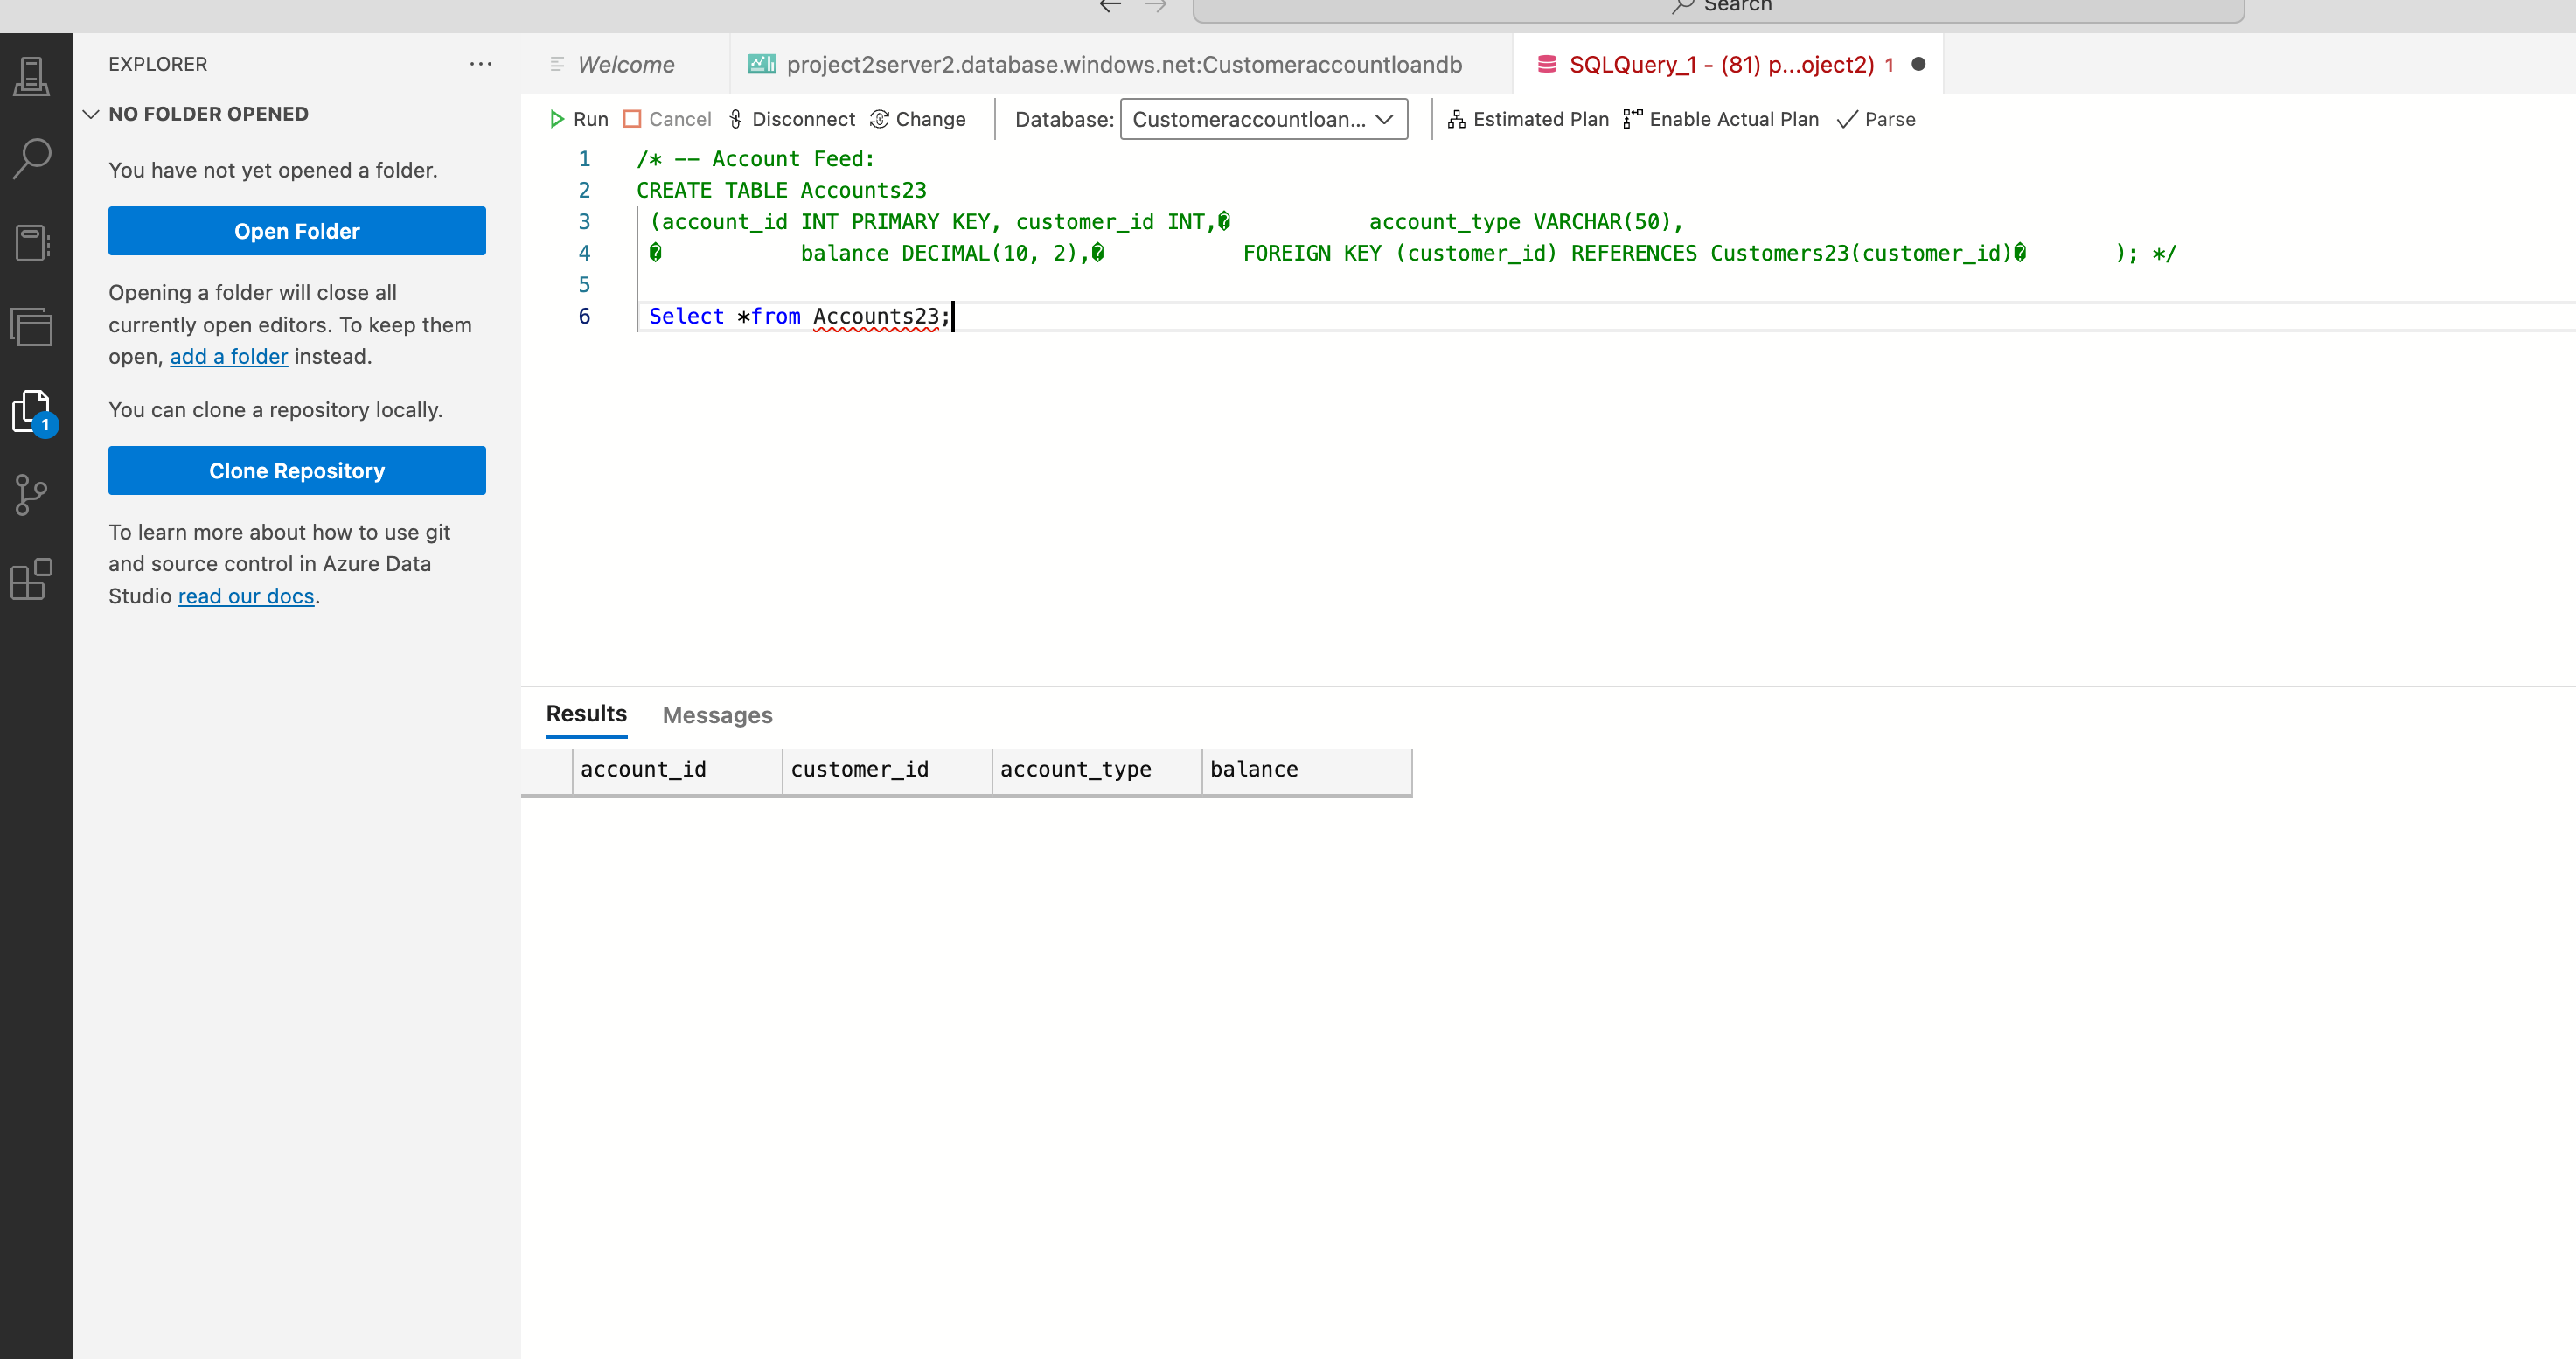 Search
EXPLORER
NO FOLDER OPENED
You have not yet opened a folder.
Open Folder
Opening a folder will close all
currently open editors. To keep them
open, add a folder instead.
You can clone a repository locally.
Clone Repository
To learn more about how to use git
and source control in Azure Data
Studio read our docs.
1
Welcome
project2server2.database.windows.net:Customeraccountloandb
SQLQuery_1 - (81) p...oject2) 1
Run Cancel Disconnect Change Database: Customeraccountloan... Estimated Plan Enable Actual Plan Parse
1 /* -- Account Feed:
2 CREATE TABLE Accounts23
3 (account_id INT PRIMARY KEY, customer_id INT,� account_type VARCHAR(50),
4 � balance DECIMAL(10, 2),� FOREIGN KEY (customer_id) REFERENCES Customers23(customer_id)� ); */
5
6 Select *from Accounts23;
Results Messages
account_id customer_id account_type balance